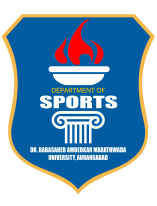 DEPARTMENT OF
SPORTS
DR. BABASAHEB AMBEDKAR MARATHWADA
UNIVERSITY, AURANGABAD